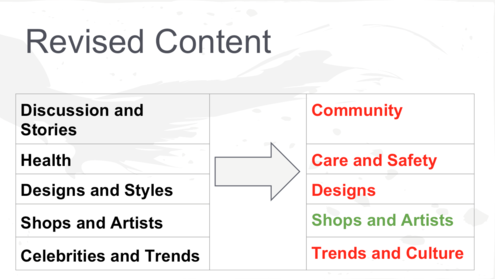 Revised Content
Discussion and
Stories
Community
Health
Care and Safety
Designs and Styles
Designs
Shops and Artists
Shops and Artists
Celebrities and Trends
Trends and Culture